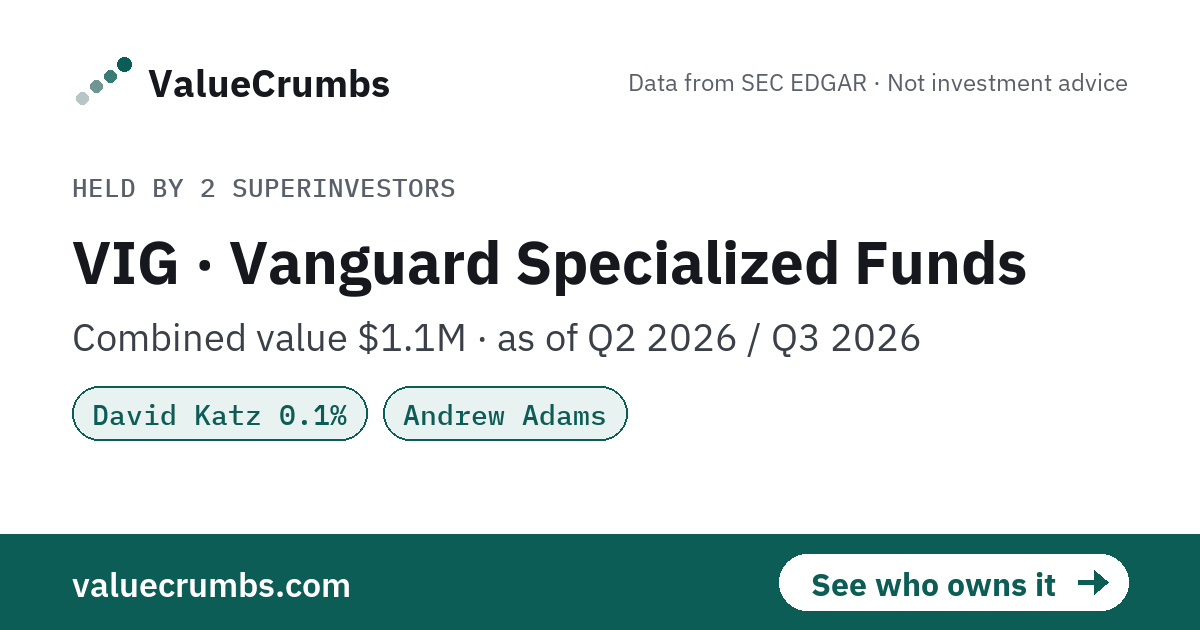 ValueCrumbs
Data from SEC EDGAR · Not investment advice
HELD BY 2 SUPERINVESTORS
VIG · Vanguard Specialized Funds
Combined value $1.1M · as of Q2 2026 / Q3 2026
David Katz 0.1%
Andrew Adams
valuecrumbs.com
See who owns it →